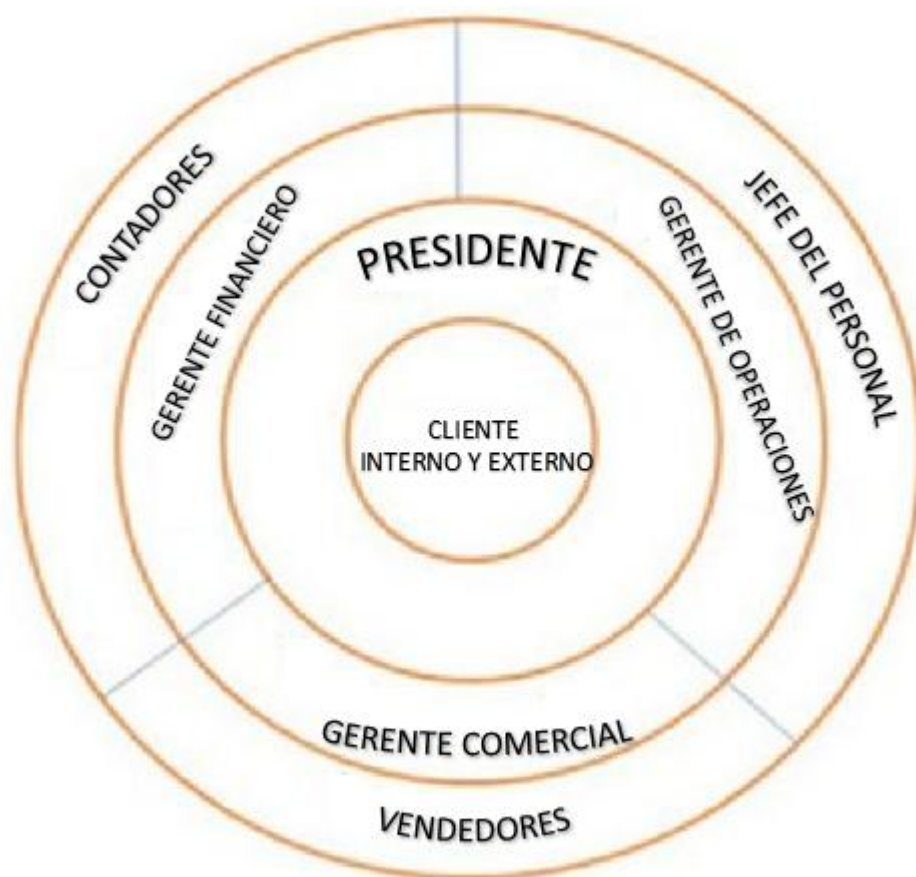 CONTADORES
GERENTE FINANCIERO
PRESIDENTE
GERENTE DE OPERACIONES
JEFE DEL PERSONAL
CLIENTE
INTERNO Y EXTERNO
GERENTE COMERCIAL
VENDEDORES